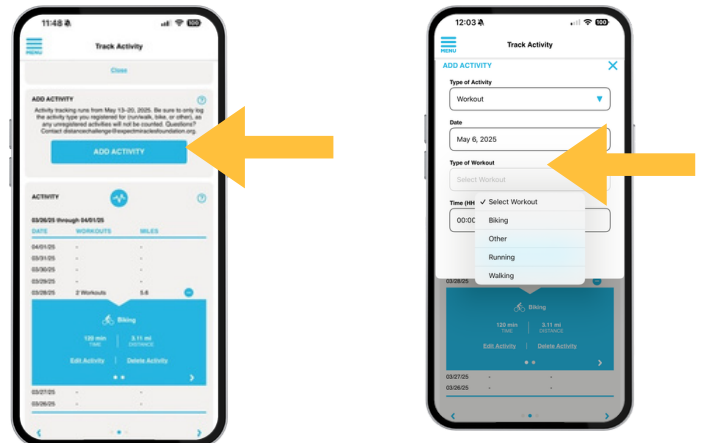 11:48
100
MENU
Track Activity
Close
ADD ACTIVITY
Activity tracking runs from May 13–20, 2025. Be sure to only log
the activity type you registered for (run/walk, bike, or other), as
any unregistered activities will not be counted. Questions?
Contact distancechallenge@expectmiraclesfoundation.org.
ADD ACTIVITY
ACTIVITY
03/26/25 through 04/01/25
DATE WORKOUTS MILES
04/01/25 - -
03/31/25 - -
03/30/25 - -
03/29/25 - -
03/28/25 2 Workouts 5.6
Biking
120 min 3.11 mi
TIME DISTANCE
Edit Activity Delete Activity
03/27/25 - -
03/26/25 - -
12:03
100
MENU
Track Activity
ADD ACTIVITY
Type of Activity
Workout
Date
May 6, 2025
Type of Workout
Select Workout
Time (HH
00:00
✓ Select Workout
Biking
Other
Running
Walking
03/28/25
Biking
120 min 3.11 mi
TIME DISTANCE
Edit Activity Delete Activity
03/27/25 - -
03/26/25 - -